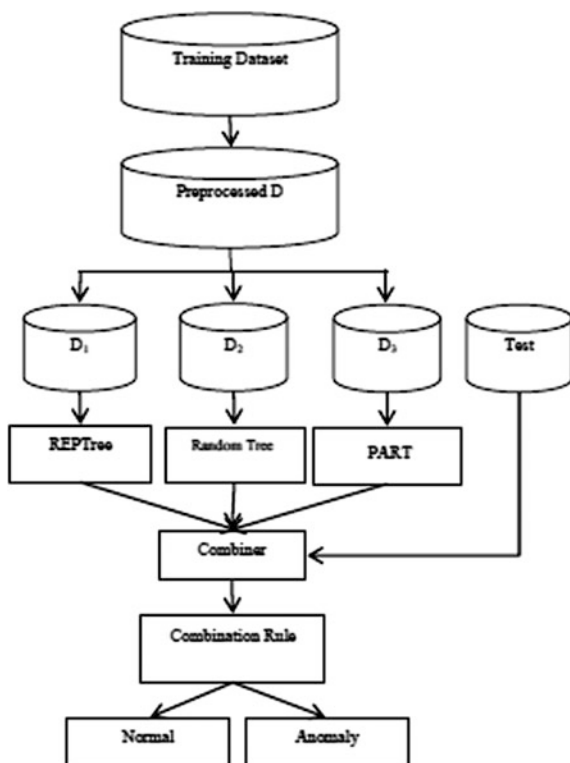 Training Dataset
Preprocessed D
D₁
D₂
D₃
Test
REPTree
Random Tree
PART
Combiner
Combination Rule
Normal
Anomaly